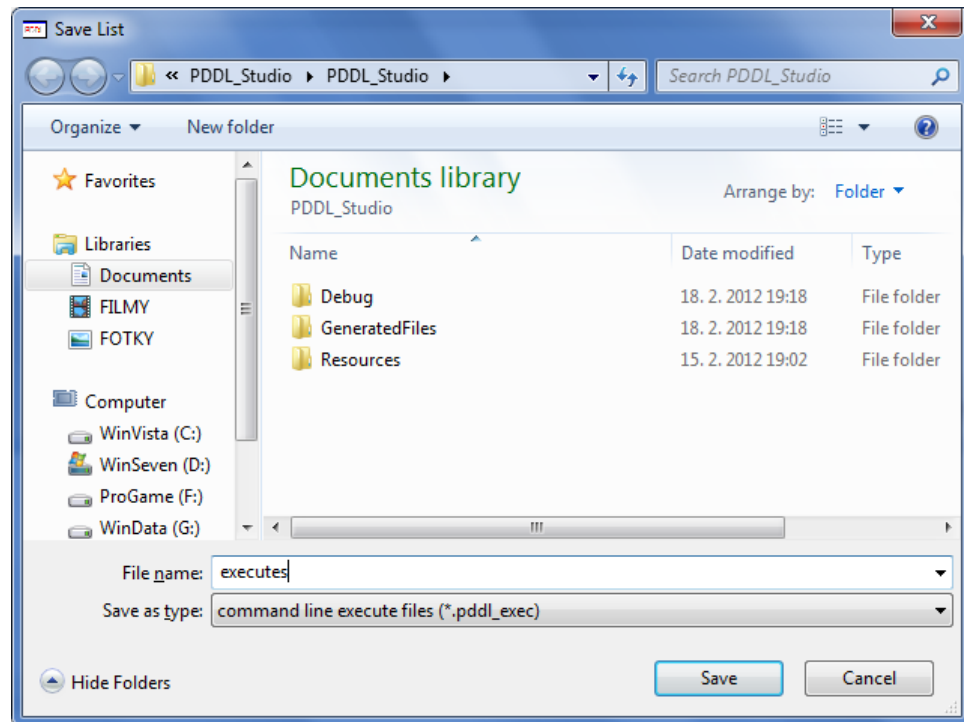 Save List
« PDDL_Studio ▸ PDDL_Studio ▸
Search PDDL_Studio
Organize
New folder
Favorites
Libraries
Documents
FILMY
FOTKY
Computer
WinVista (C:)
WinSeven (D:)
ProGame (F:)
WinData (G:)
Documents library
PDDL_Studio
Arrange by: Folder
Name Date modified Type
Debug 18. 2. 2012 19:18 File folder
GeneratedFiles 18. 2. 2012 19:18 File folder
Resources 15. 2. 2012 19:02 File folder
File name: executes
Save as type: command line execute files (*.pddl_exec)
Hide Folders
Save
Cancel